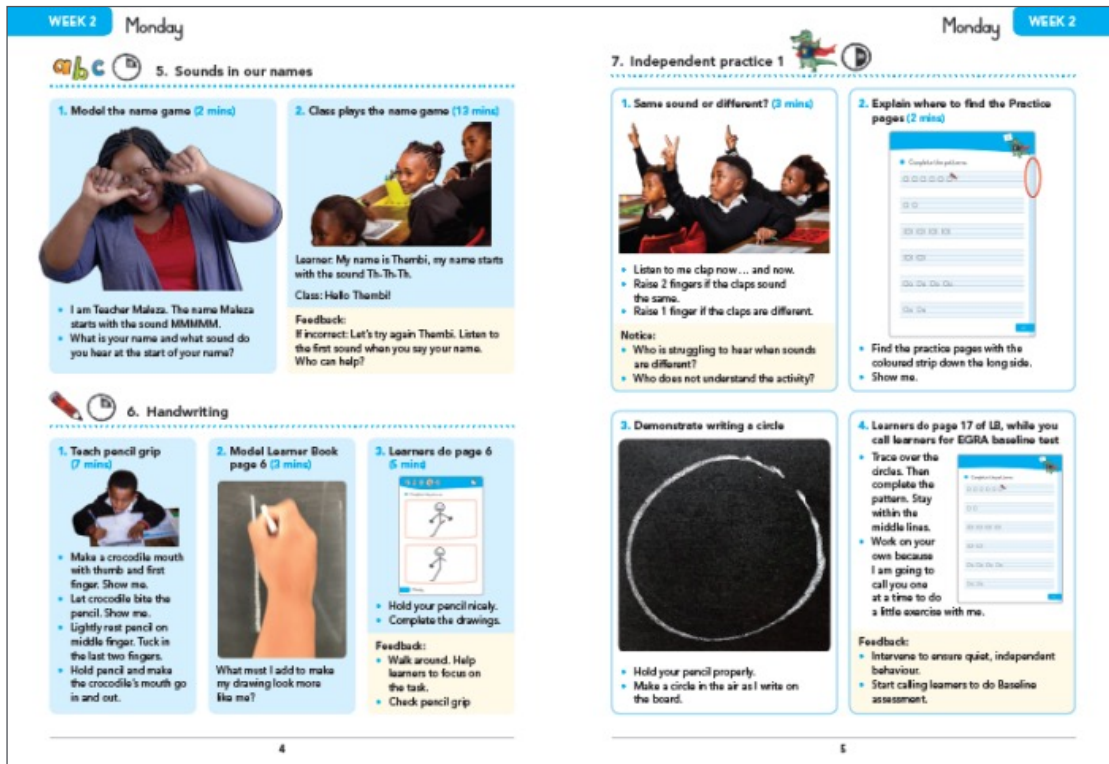 WEEK 2
Monday
abc
5. Sounds in our names
1. Model the name game (2 mins)
I am Teacher Maleza. The name Maleza
starts with the sound MMMMM.
What is your name and what sound do
you hear at the start of your name?
2. Class plays the name game (13 mins)
Learner: My name is Thembi, my name starts
with the sound Th-Th-Th.
Class: Hello Thembi!
Feedback:
If incorrect: Let's try again Thembi. Listen to
the first sound when you say your name.
Who can help?
6. Handwriting
1. Teach pencil grip
(7 mins)
Make a crocodile mouth
with thumb and first
finger. Show me.
Let crocodile bite the
pencil. Show me.
Lightly rest pencil on
middle finger. Tuck in
the last two fingers.
Hold pencil and make
the crocodile's mouth go
in and out.
2. Model Learner Book
page 6 (3 mins)
What must I add to make
my drawing look more
like me?
3. Learners do page 6
(5 mins)
Hold your pencil nicely.
Complete the drawings.
Feedback:
Walk around. Help
learners to focus on
the task.
Check pencil grip
4
Monday
WEEK 2
7. Independent practice 1
1. Same sound or different? (3 mins)
Listen to me clap now... and now.
Raise 2 fingers if the claps sound
the same.
Raise 1 finger if the claps are different.
Notice:
Who is struggling to hear when sounds
are different?
Who does not understand the activity?
2. Explain where to find the Practice
pages (2 mins)
Complete the patterns.
Find the practice pages with the
coloured strip down the long side.
Show me.
3. Demonstrate writing a circle
Hold your pencil properly.
Make a circle in the air as I write on
the board.
4. Learners do page 17 of LB, while you
call learners for EGRA baseline test
Trace over the
circles. Then
complete the
pattern. Stay
within the
middle lines.
Work on your
own because
I am going to
call you one
at a time to do
a little exercise with me.
Feedback:
Intervene to ensure quiet, independent
behaviour.
Start calling learners to do Baseline
assessment.
5